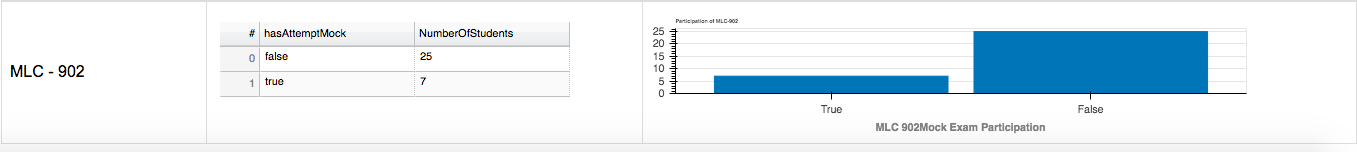 MLC - 902
# hasAttemptMock NumberOfStudents
0 false 25
1 true 7
Participation of MLC-902
25
20
15
10
5
0
True False
MLC 902Mock Exam Participation